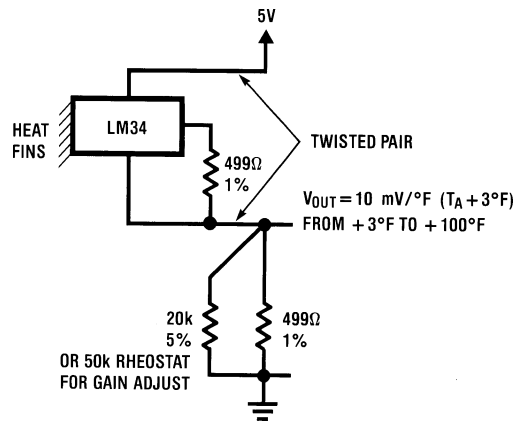 5V
LM34
HEAT
FINS
TWISTED PAIR
499Ω
1%
VOUT=10 mV/°F (TA+3°F)
FROM +3°F TO +100°F
20k
5%
499Ω
1%
OR 50k RHEOSTAT
FOR GAIN ADJUST